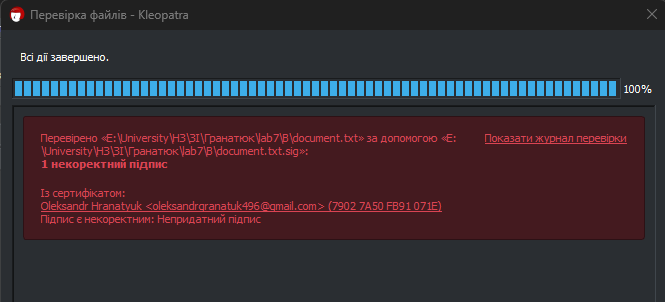 Перевірка файлів - Kleopatra
Всі дії завершено.
100%
Перевірено «E:\University\НЗ\ЗІ\Гранатюк\lab7\B\document.txt» за допомогою «E:
\University\НЗ\ЗІ\Гранатюк\lab7\B\document.txt.sig»:
Показати журнал перевірки
1 некоректний підпис
Із сертифікатом:
Oleksandr Hranatyuk <oleksandrgranatuk496@gmail.com> (7902 7A50 FB91 071E)
Підпис є некоректним: Непридатний підпис